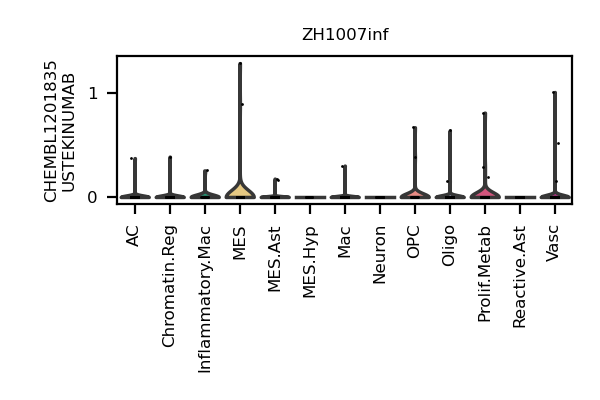 ZH1007inf
CHEMBL1201835
USTEKINUMAB
1
0
AC
Chromatin.Reg
Inflammatory.Mac
MES
MES.Ast
MES.Hyp
Mac
Neuron
OPC
Oligo
Prolif.Metab
Reactive.Ast
Vasc